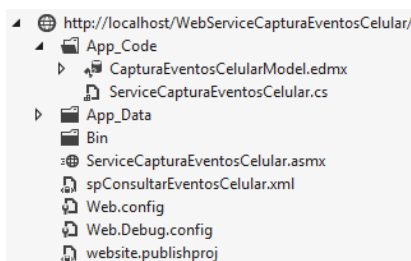 http://localhost/WebServiceCapturaEventosCelular/
App_Code
CapturaEventosCelularModel.edmx
ServiceCapturaEventosCelular.cs
App_Data
Bin
ServiceCapturaEventosCelular.asmx
spConsultarEventosCelular.xml
Web.config
Web.Debug.config
website.publishproj